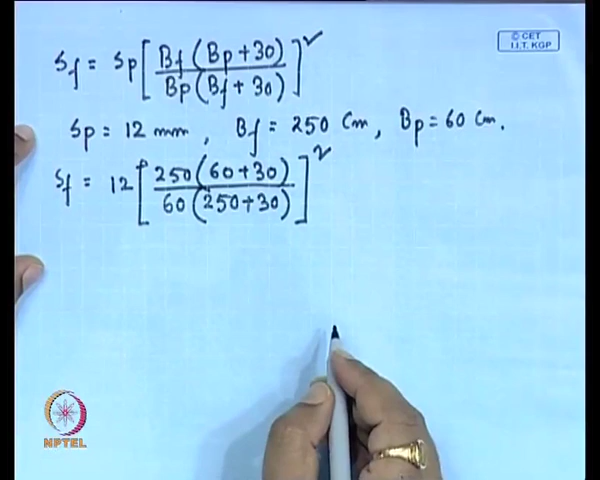 © CET
I.I.T. KGP
Sf = Sp [ Bf (Bp + 30) / Bp (Bf + 30) ]²
Sp = 12 mm , Bf = 250 Cm , Bp = 60 Cm.
Sf = 12 [ 250 (60 + 30) / 60 (250 + 30) ]²
NPTEL